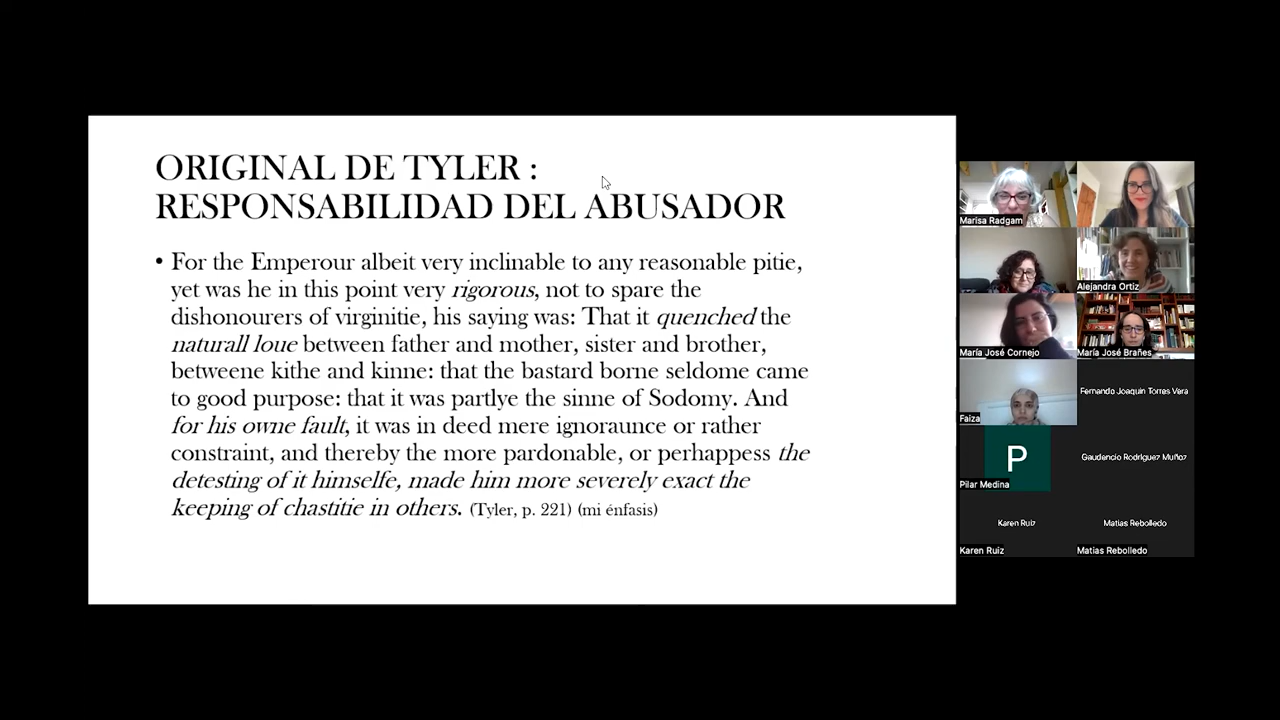 ORIGINAL DE TYLER :
RESPONSABILIDAD DEL ABUSADOR
• For the Emperour albeit very inclinable to any reasonable pitie,
yet was he in this point very rigorous, not to spare the
dishonourers of virginitie, his saying was: That it quenched the
naturall loue between father and mother, sister and brother,
betweene kithe and kinne: that the bastard borne seldome came
to good purpose: that it was partlye the sinne of Sodomy. And
for his owne fault, it was in deed mere ignoraunce or rather
constraint, and thereby the more pardonable, or perhappess the
detesting of it himselfe, made him more severely exact the
keeping of chastitie in others. (Tyler, p. 221) (mi énfasis)
Marisa Radgam
Alejandra Ortiz
María José Cornejo
María José Brañes
Faiza
Fernando Joaquin Torres Vera
P
Pilar Medina
Gaudencio Rodríguez Muñoz
Karen Ruiz
Karen Ruiz
Matias Rebolledo
Matias Rebolledo